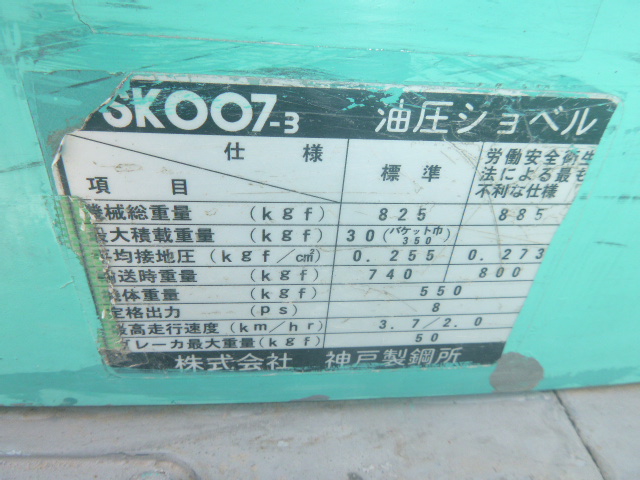 SK007-3 油圧ショベル
仕様
項目
標準
労働安全衛生
法による最も
不利な仕様
機械総重量 (kgf) 825 885
最大積載重量 (kgf) 30(バケット巾350)
平均接地圧(kgf/cm²) 0.255 0.273
輸送時重量 (kgf) 740 800
機体重量 (kgf) 550
定格出力 (ps) 8
最高走行速度(km/hr) 3.7/2.0
ブレーカ最大重量(kgf) 50
株式会社 神戸製鋼所